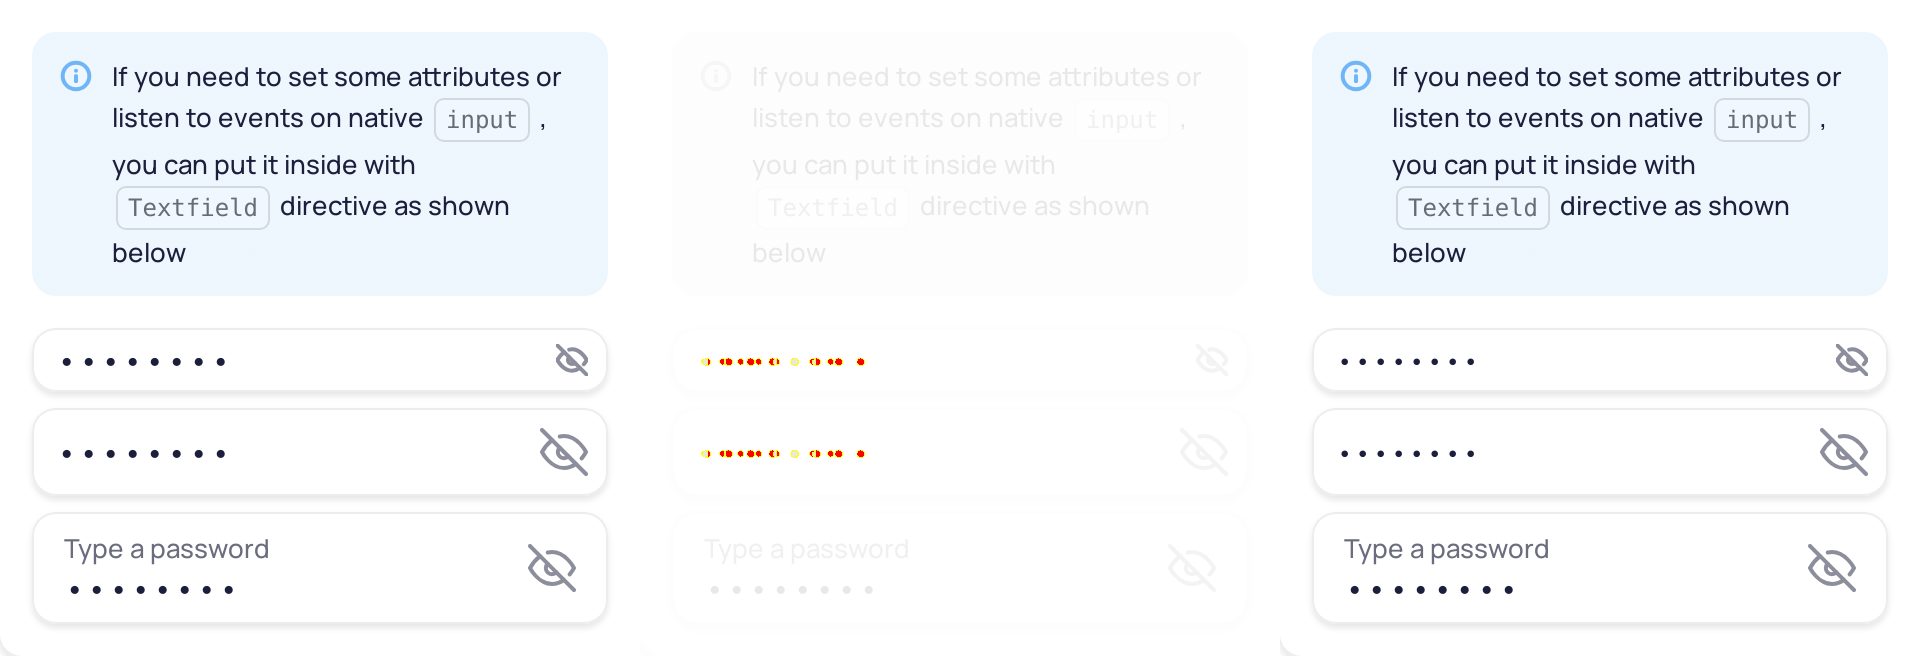 If you need to set some attributes or
listen to events on native input ,
you can put it inside with
Textfield directive as shown
below
••••••••
••••••••
Type a password
••••••••
If you need to set some attributes or
listen to events on native input ,
you can put it inside with
Textfield directive as shown
below
Type a password
••••••••
If you need to set some attributes or
listen to events on native input ,
you can put it inside with
Textfield directive as shown
below
••••••••
••••••••
Type a password
••••••••